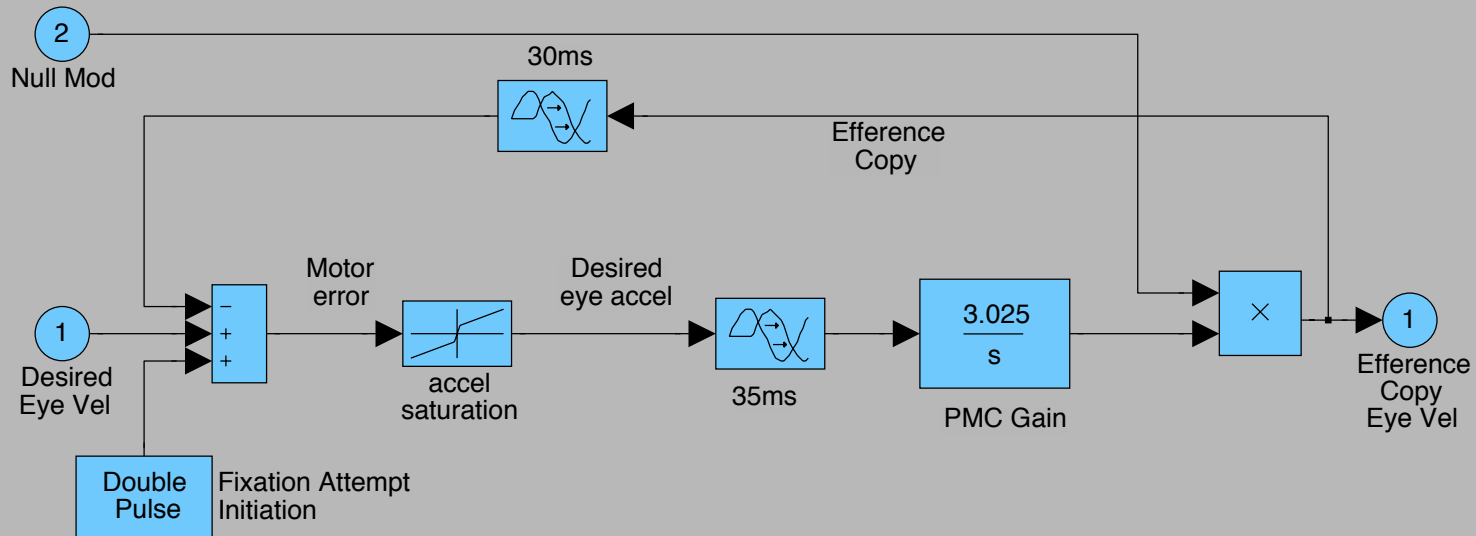 2
Null Mod
30ms
Efference
Copy
Motor
error
Desired
eye accel
−
+
+
1
Desired
Eye Vel
accel
saturation
35ms
3.025
s
PMC Gain
×
1
Efference
Copy
Eye Vel
Double
Pulse
Fixation Attempt
Initiation